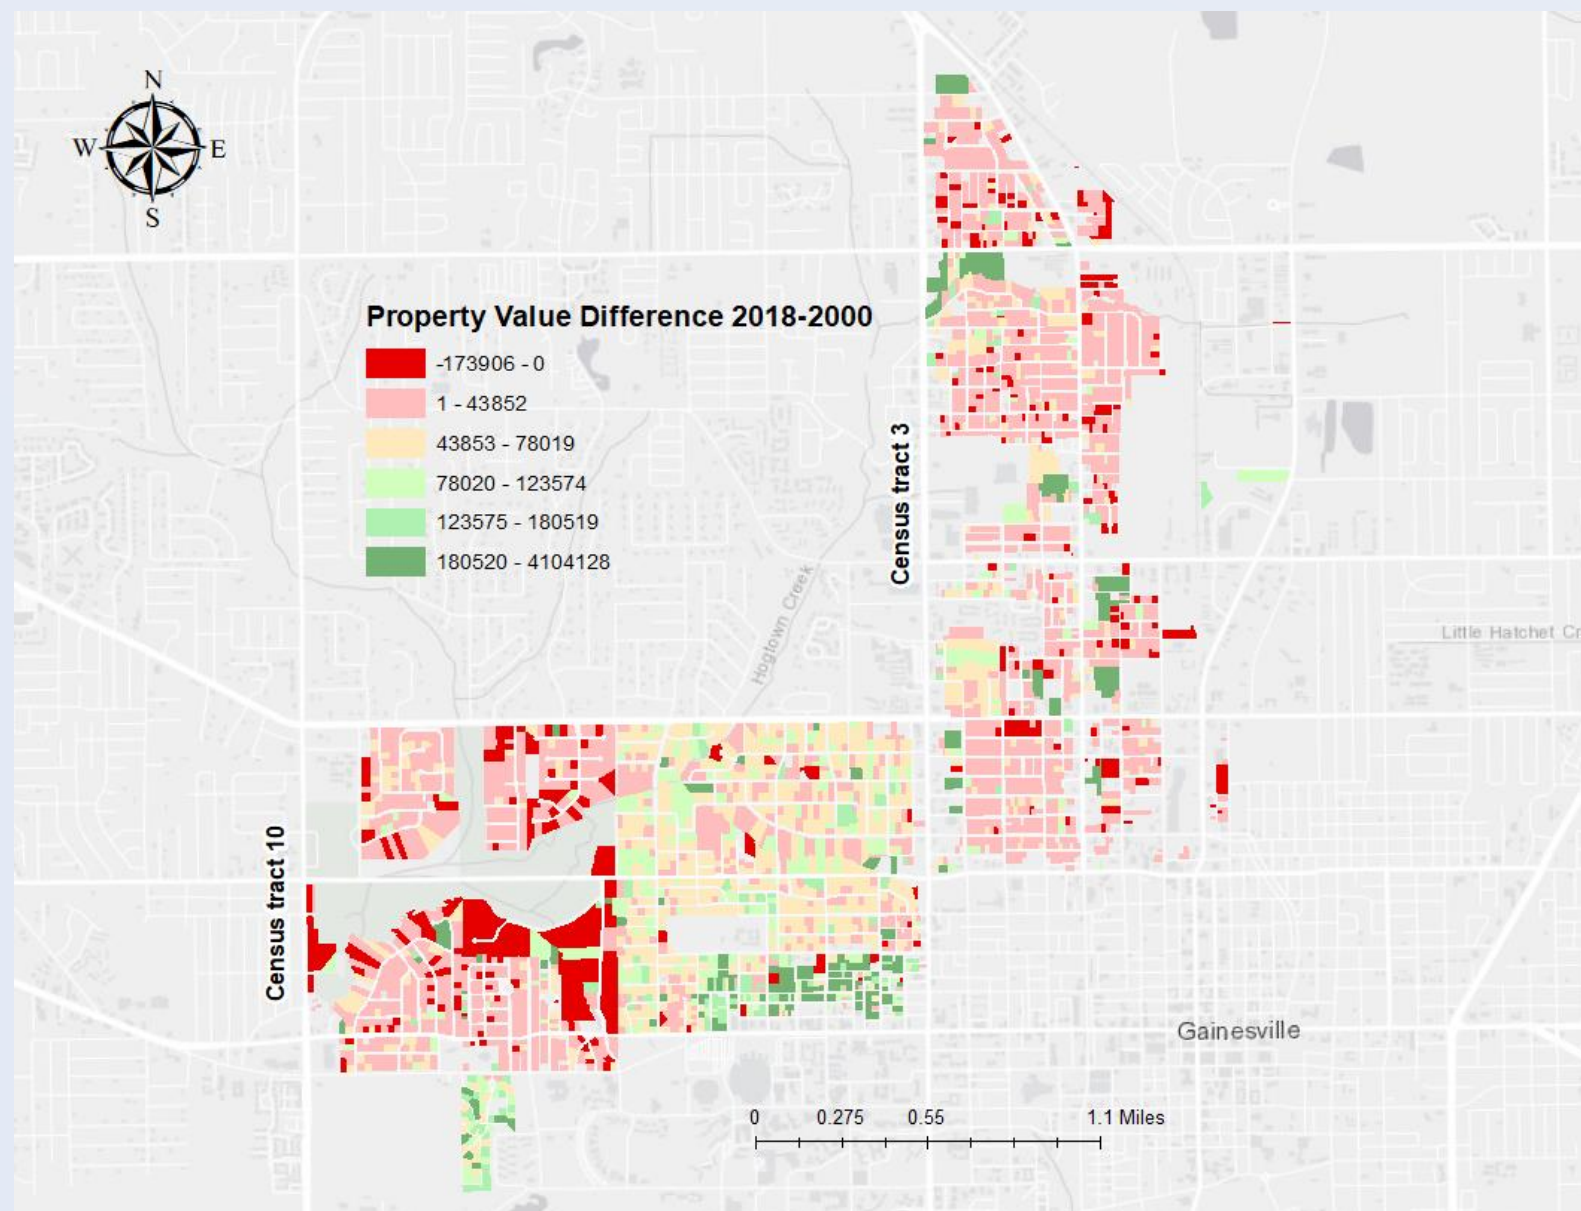 N
W E
S
Property Value Difference 2018-2000
-173906 - 0
1 - 43852
43853 - 78019
78020 - 123574
123575 - 180519
180520 - 4104128
Census tract 3
Hogtown Creek
Little Hatchet Cr
Census tract 10
Gainesville
0 0.275 0.55 1.1 Miles